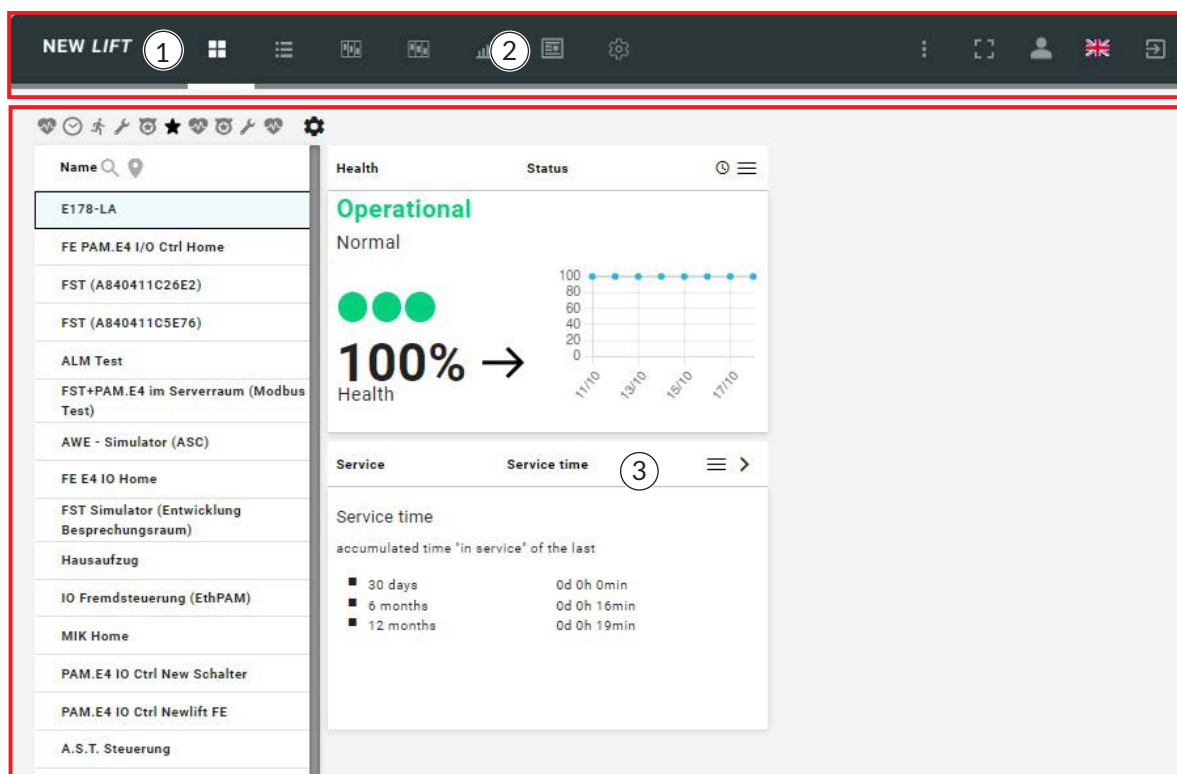 NEW LIFT 1 2
Name
E178-LA
FE PAM.E4 I/O Ctrl Home
FST (A840411C26E2)
FST (A840411C5E76)
ALM Test
FST+PAM.E4 im Serverraum (Modbus
Test)
AWE - Simulator (ASC)
FE E4 IO Home
FST Simulator (Entwicklung
Besprechungsraum)
Hausaufzug
IO Fremdsteuerung (EthPAM)
MIK Home
PAM.E4 IO Ctrl New Schalter
PAM.E4 IO Ctrl Newlift FE
A.S.T. Steuerung
Health Status
Operational
Normal
100
80
60
40
20
0
11/10 13/10 15/10 17/10
100% →
Health
Service Service time 3
Service time
accumulated time "in service" of the last
■ 30 days 0d 0h 0min
■ 6 months 0d 0h 16min
■ 12 months 0d 0h 19min